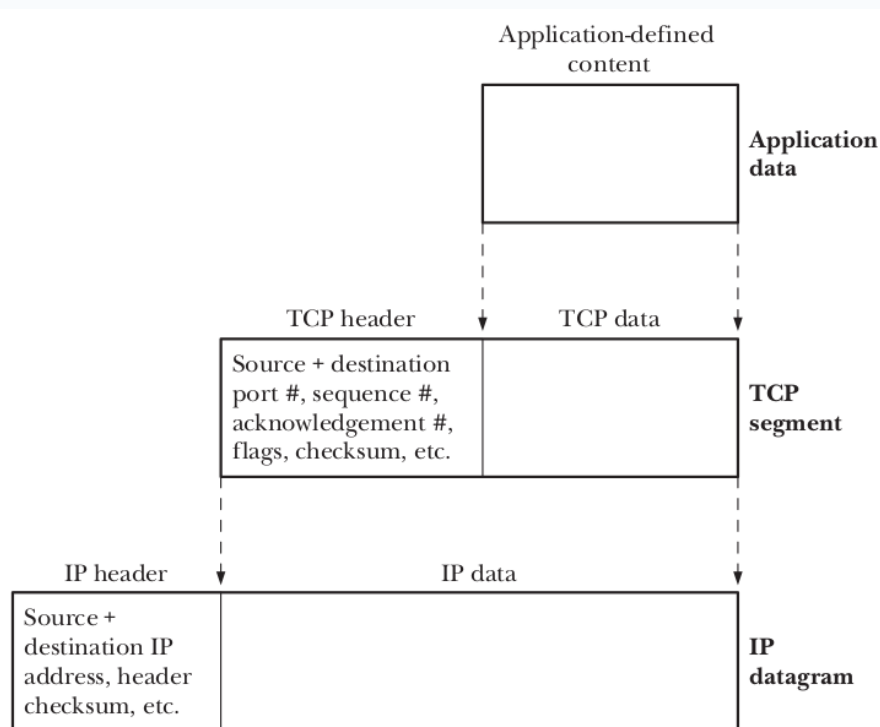 Application-defined
content
Application
data
TCP header
TCP data
Source + destination
port #, sequence #,
acknowledgement #,
flags, checksum, etc.
TCP
segment
IP header
IP data
Source +
destination IP
address, header
checksum, etc.
IP
datagram